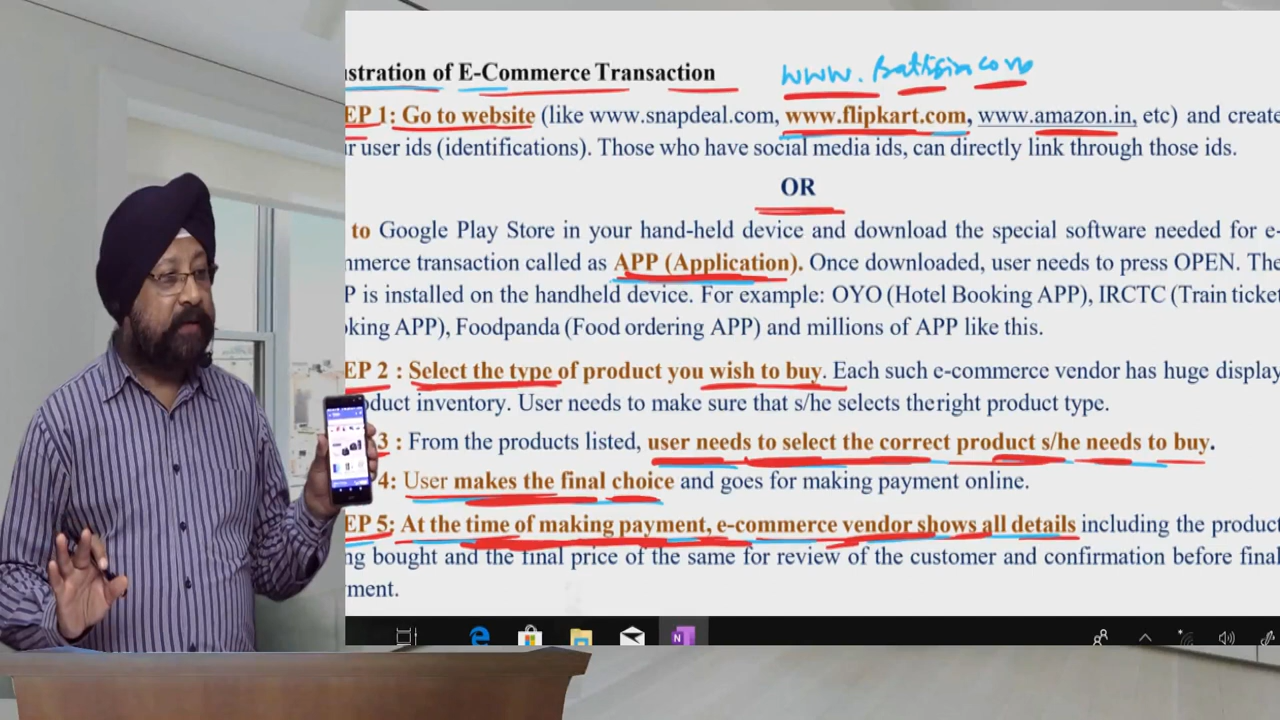 stration of E-Commerce Transaction
www.
EP 1: Go to website (like www.snapdeal.com, www.flipkart.com, www.amazon.in, etc) and create
r user ids (identifications). Those who have social media ids, can directly link through those ids.
OR
to Google Play Store in your hand-held device and download the special software needed for e-
merce transaction called as APP (Application). Once downloaded, user needs to press OPEN. The
P is installed on the handheld device. For example: OYO (Hotel Booking APP), IRCTC (Train ticket
king APP), Foodpanda (Food ordering APP) and millions of APP like this.
EP 2 : Select the type of product you wish to buy. Each such e-commerce vendor has huge display
oduct inventory. User needs to make sure that s/he selects theright product type.
3 : From the products listed, user needs to select the correct product s/he needs to buy.
4: User makes the final choice and goes for making payment online.
EP 5: At the time of making payment, e-commerce vendor shows all details including the product
ng bought and the final price of the same for review of the customer and confirmation before final
ment.